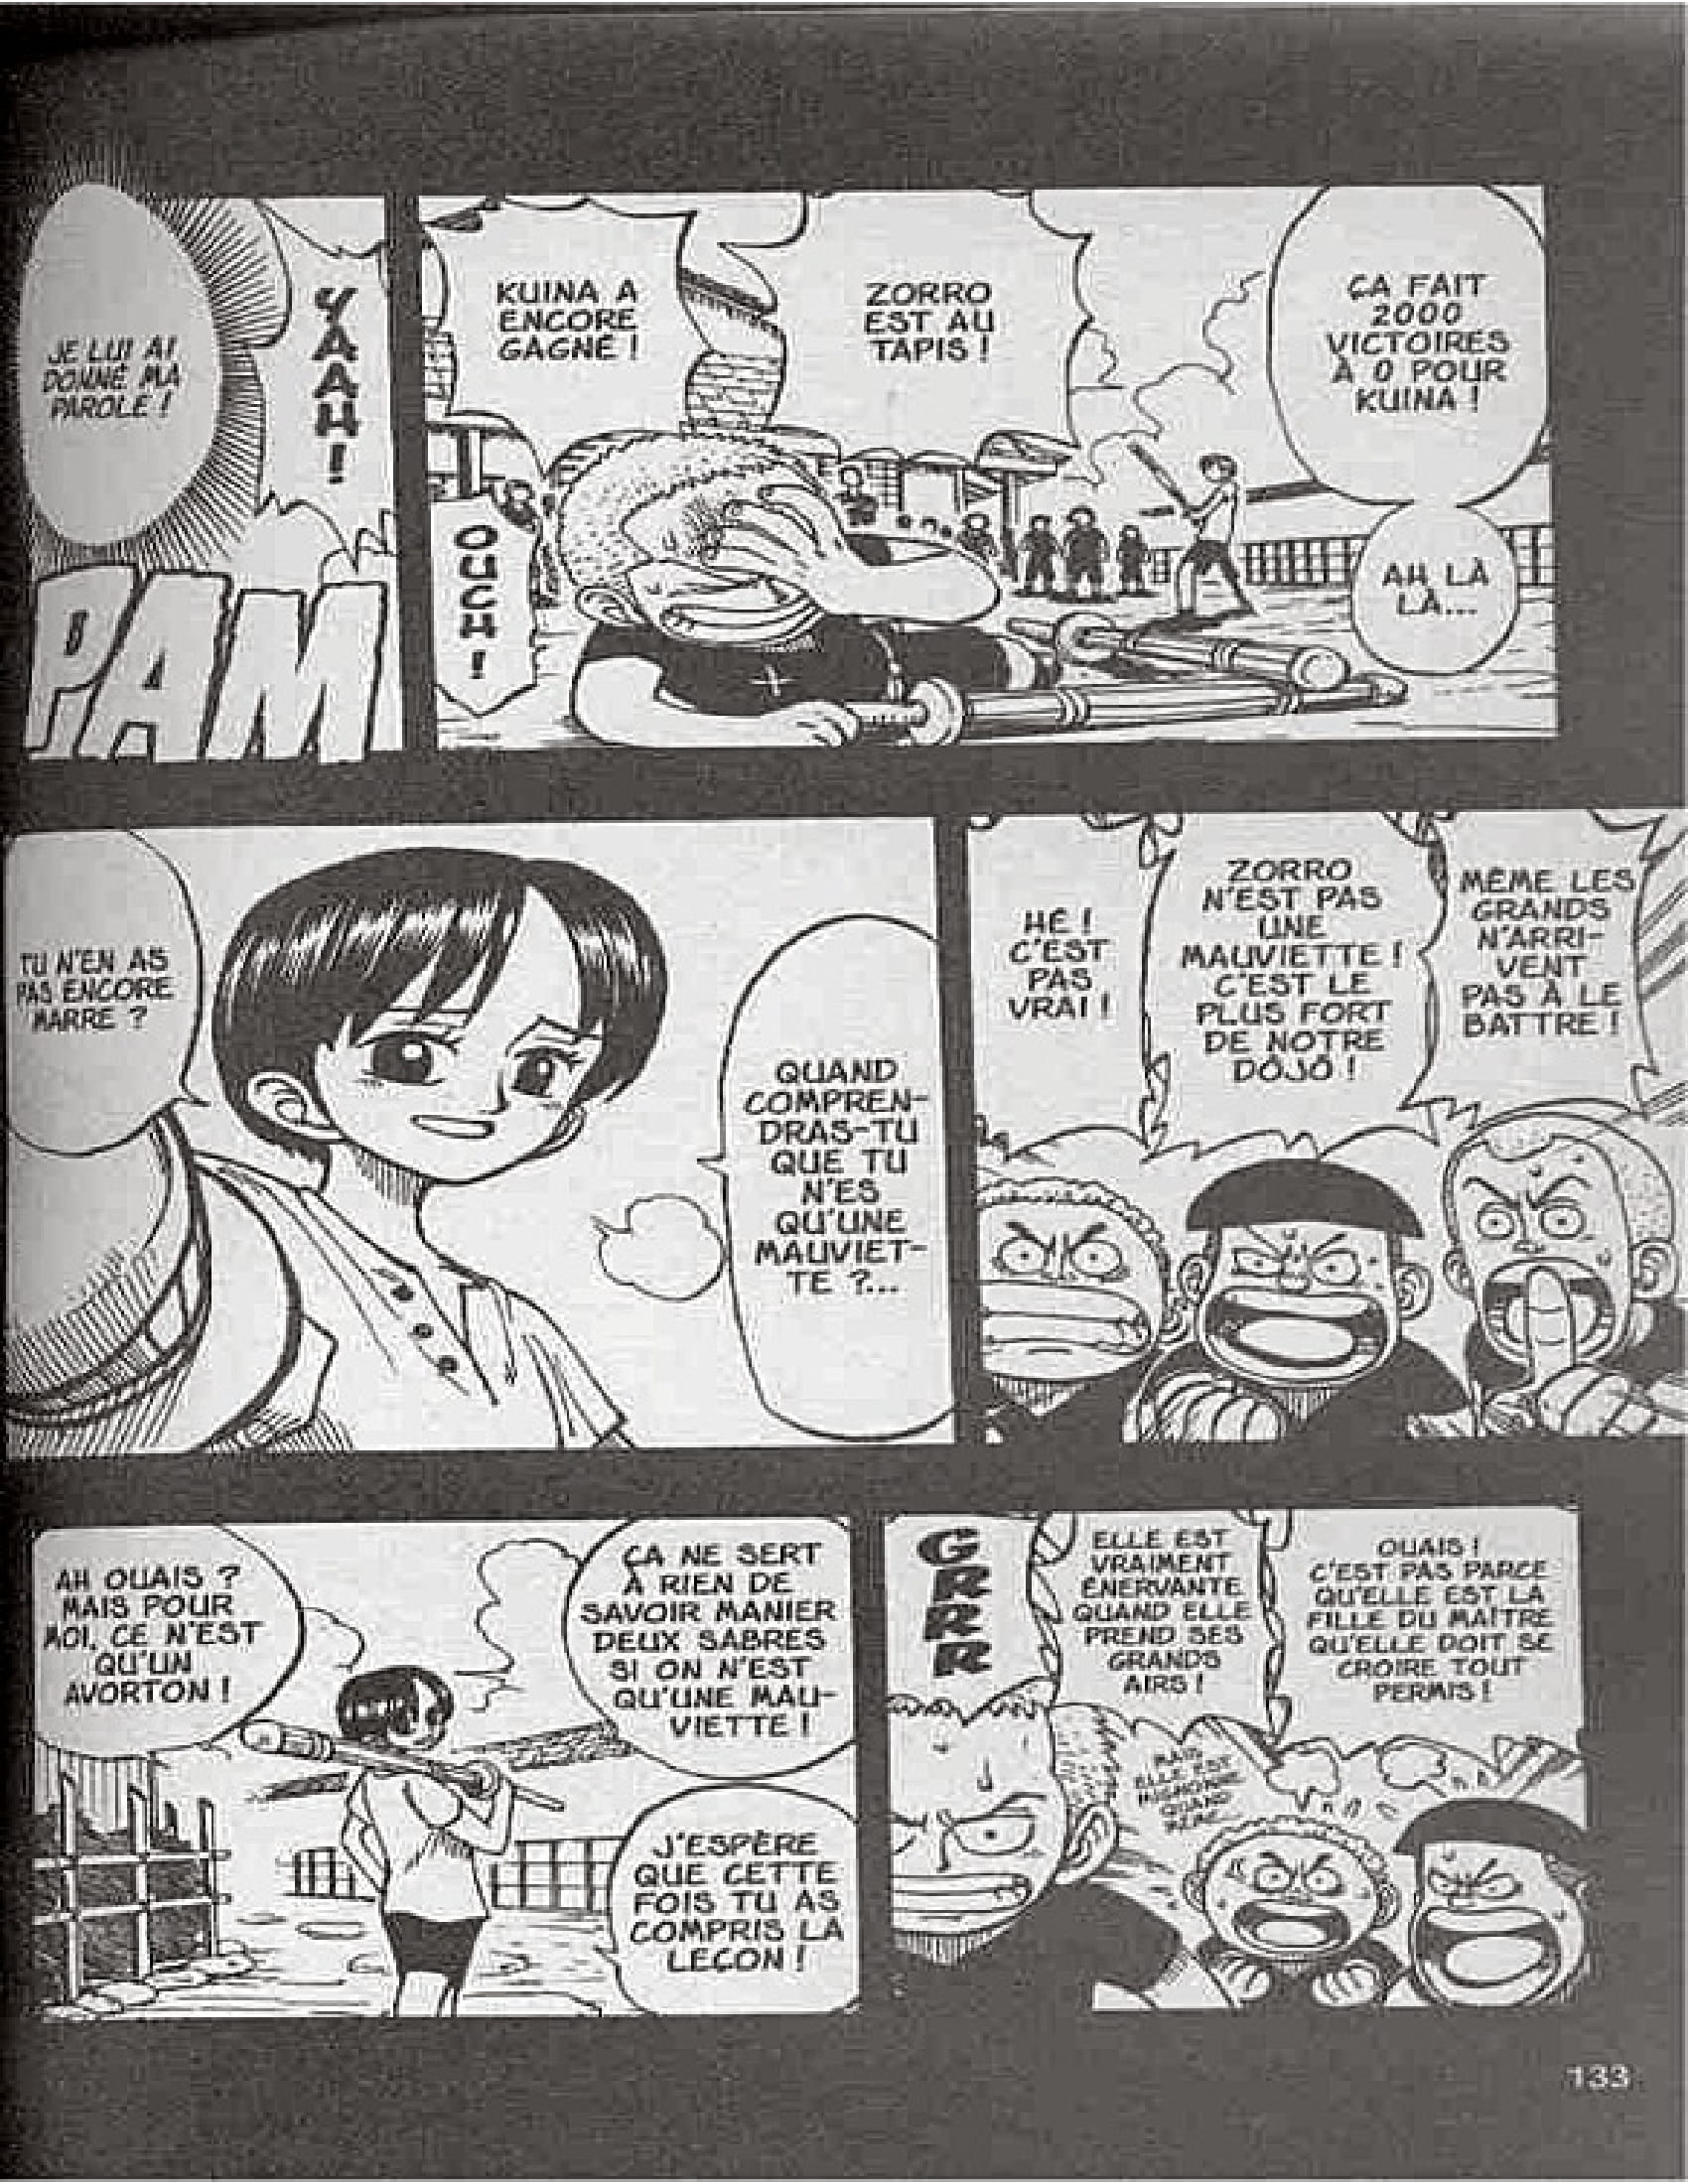 JE LUI AI
DONNÉ MA
PAROLE !
YAAH !
PAM
KUINA A
ENCORE
GAGNÉ !
OUCH !
ZORRO
EST AU
TAPIS !
ÇA FAIT
2000
VICTOIRES
À 0 POUR
KUINA !
AH LÀ
LÀ...
TU N'EN AS
PAS ENCORE
MARRE ?
QUAND
COMPREN-
DRAS-TU
QUE TU
N'ES
QU'UNE
MAUVIET-
TE ?...
HÉ !
C'EST
PAS
VRAI !
ZORRO
N'EST PAS
UNE
MAUVIETTE !
C'EST LE
PLUS FORT
DE NOTRE
DÔJÔ !
MÊME LES
GRANDS
N'ARRI-
VENT
PAS À LE
BATTRE !
AH OUAIS ?
MAIS POUR
MOI, CE N'EST
QU'UN
AVORTON !
ÇA NE SERT
À RIEN DE
SAVOIR MANIER
DEUX SABRES
SI ON N'EST
QU'UNE MAU-
VIETTE !
J'ESPÈRE
QUE CETTE
FOIS TU AS
COMPRIS LA
LEÇON !
GRRR
ELLE EST
VRAIMENT
ÉNERVANTE
QUAND ELLE
PREND SES
GRANDS
AIRS !
MAIS
ELLE EST
MIGNONNE
QUAND
OUAIS !
C'EST PAS PARCE
QU'ELLE EST LA
FILLE DU MAÎTRE
QU'ELLE DOIT SE
CROIRE TOUT
PERMIS !
133